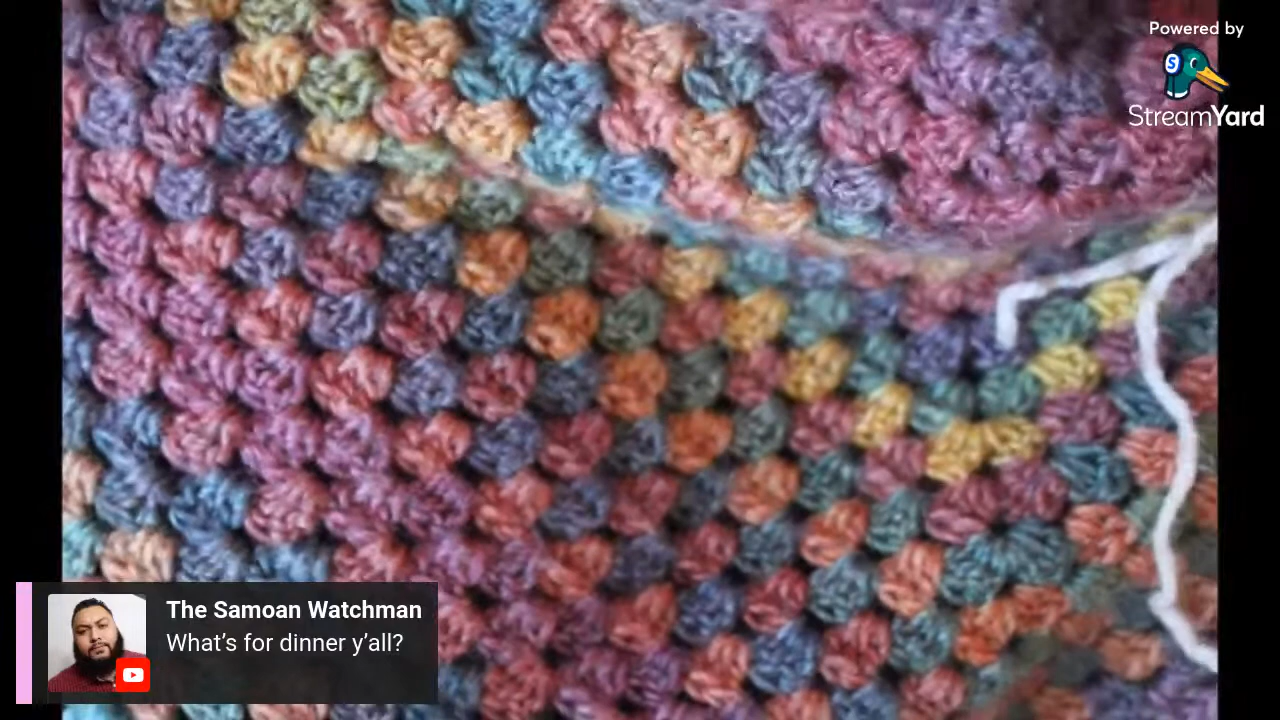 Powered by
StreamYard
The Samoan Watchman
What's for dinner y'all?